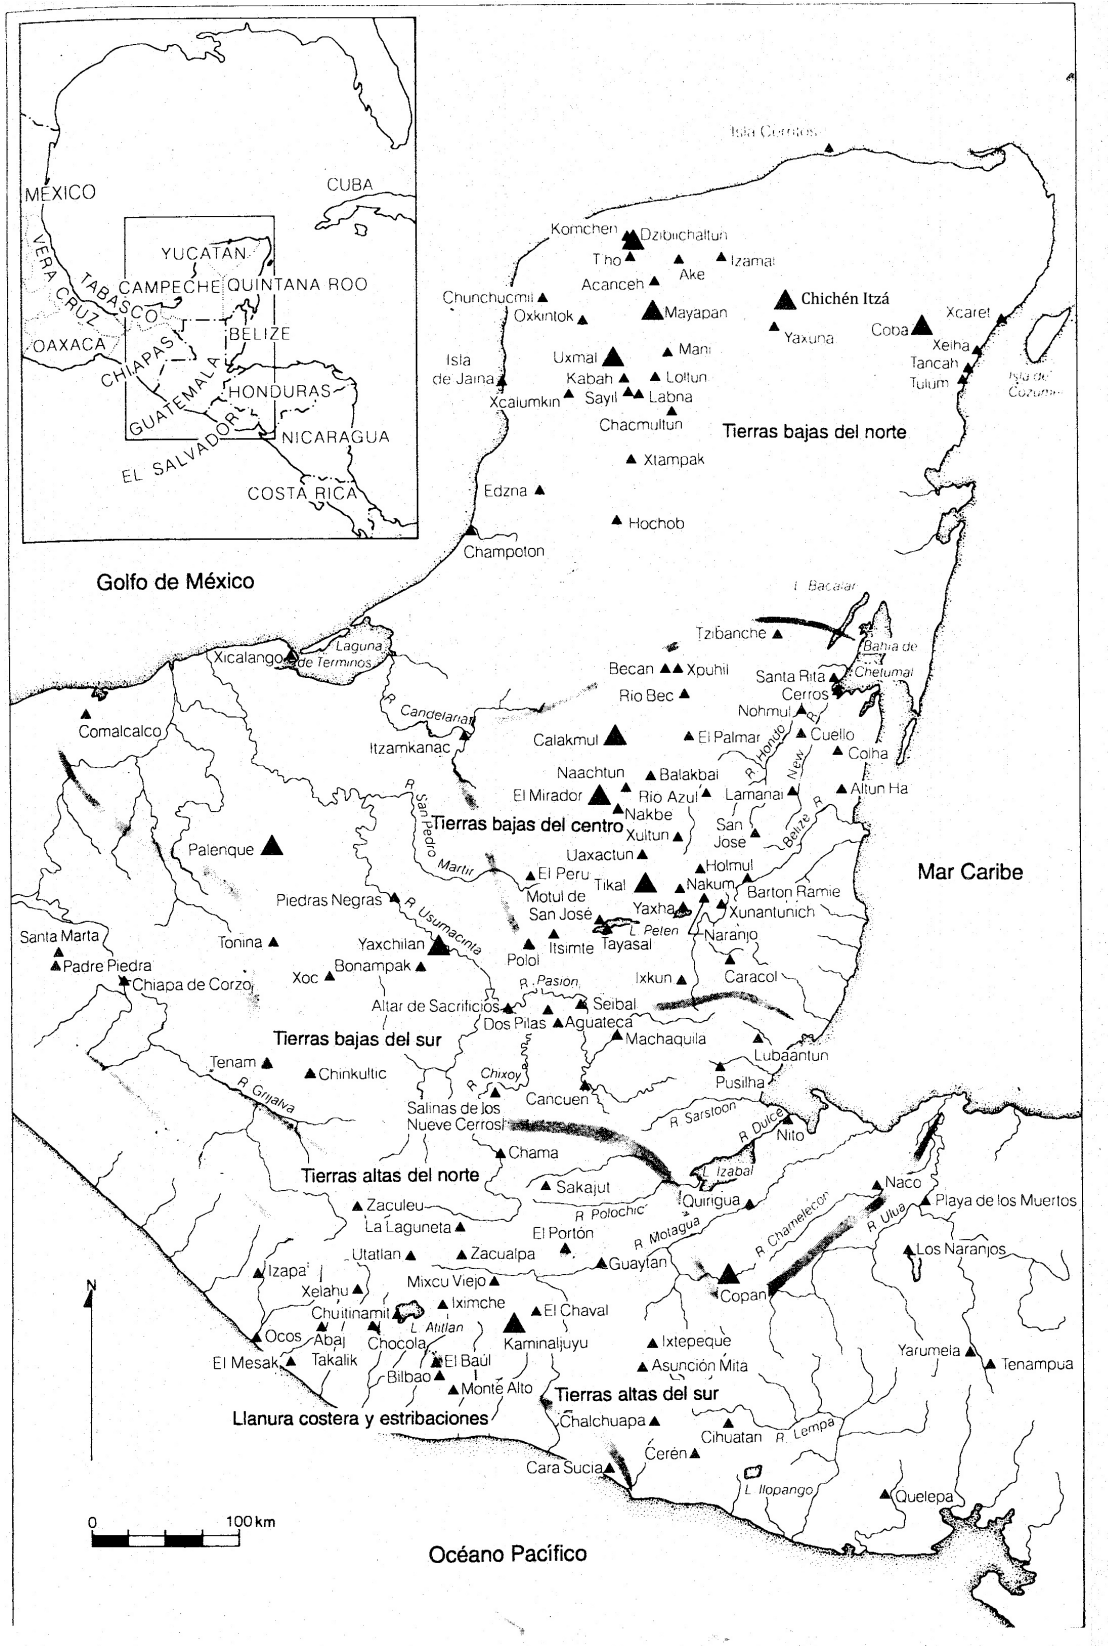 MÉXICO
CUBA
VERA CRUZ
YUCATÁN
TABASCO
CAMPECHE
QUINTANA ROO
OAXACA
CHIAPAS
BELIZE
GUATEMALA
HONDURAS
EL SALVADOR
NICARAGUA
COSTA RICA
Isla Cerritos
Komchen
Dzibilchaltun
T'ho
Ake
Izamal
Acanceh
Chunchucmil
Oxkintok
Mayapan
Chichén Itzá
Yaxuna
Coba
Xcaret
Xelha
Tancah
Tulum
Isla de
Cozumel
Isla
de Jaina
Uxmal
Mani
Kabah
Loltun
Xcalumkin
Sayil
Labna
Chacmultun
Tierras bajas del norte
Xtampak
Edzna
Hochob
Champoton
Golfo de México
L. Bacalar
Tzibanche
Bahía de
Chetumal
Xicalango
Laguna
de Terminos
Becan
Xpuhil
Santa Rita
Rio Bec
Cerros
Nohmul
R. Candelaria
Comalcalco
Itzamkanac
Calakmul
El Palmar
R. Hondo
Cuello
New R.
Colha
Naachtun
Balakbal
El Mirador
Rio Azul
Lamanai
Altun Ha
Nakbe
R. San Pedro Martir
Tierras bajas del centro
Xultun
San
Jose
Belize R.
Palenque
Uaxactun
Holmul
El Peru
Tikal
Nakum
Barton Ramie
Motul de
San José
Yaxha
Xunantunich
Piedras Negras
R. Usumacinta
L. Peten
Naranjo
Santa Marta
Tonina
Yaxchilan
Itsimte
Tayasal
Polol
Padre Piedra
Bonampak
Xoc
Ixkun
Caracol
Chiapa de Corzo
R. Pasion
Altar de Sacrificios
Seibal
Dos Pilas
Aguateca
Tierras bajas del sur
Machaquila
Lubaantun
Tenam
Chinkultic
Pusilha
R. Grijalva
R. Chixoy
Cancuen
Salinas de los
Nueve Cerros
R. Sarstoon
R. Dulce
Nito
Chama
L. Izabal
Tierras altas del norte
Sakajut
Naco
Quirigua
Playa de los Muertos
Zaculeu
R. Polochic
R. Chamelecon
R. Ulua
La Laguneta
El Portón
R. Motagua
Utatlan
Zacualpa
Guaytan
Los Naranjos
Izapa
Mixcu Viejo
Copan
Xelahu
Iximche
El Chaval
Chuitinamit
L. Atitlan
Ocos
Abaj
Takalik
Chocola
Kaminaljuyu
Ixtepeque
Yarumela
El Mesak
El Baúl
Asunción Mita
Tenampua
Bilbao
Monte Alto
Tierras altas del sur
Llanura costera y estribaciones
Chalchuapa
Cihuatan
R. Lempa
Cerén
Cara Sucia
L. Ilopango
Quelepa
Mar Caribe
N
0
100 km
Océano Pacífico